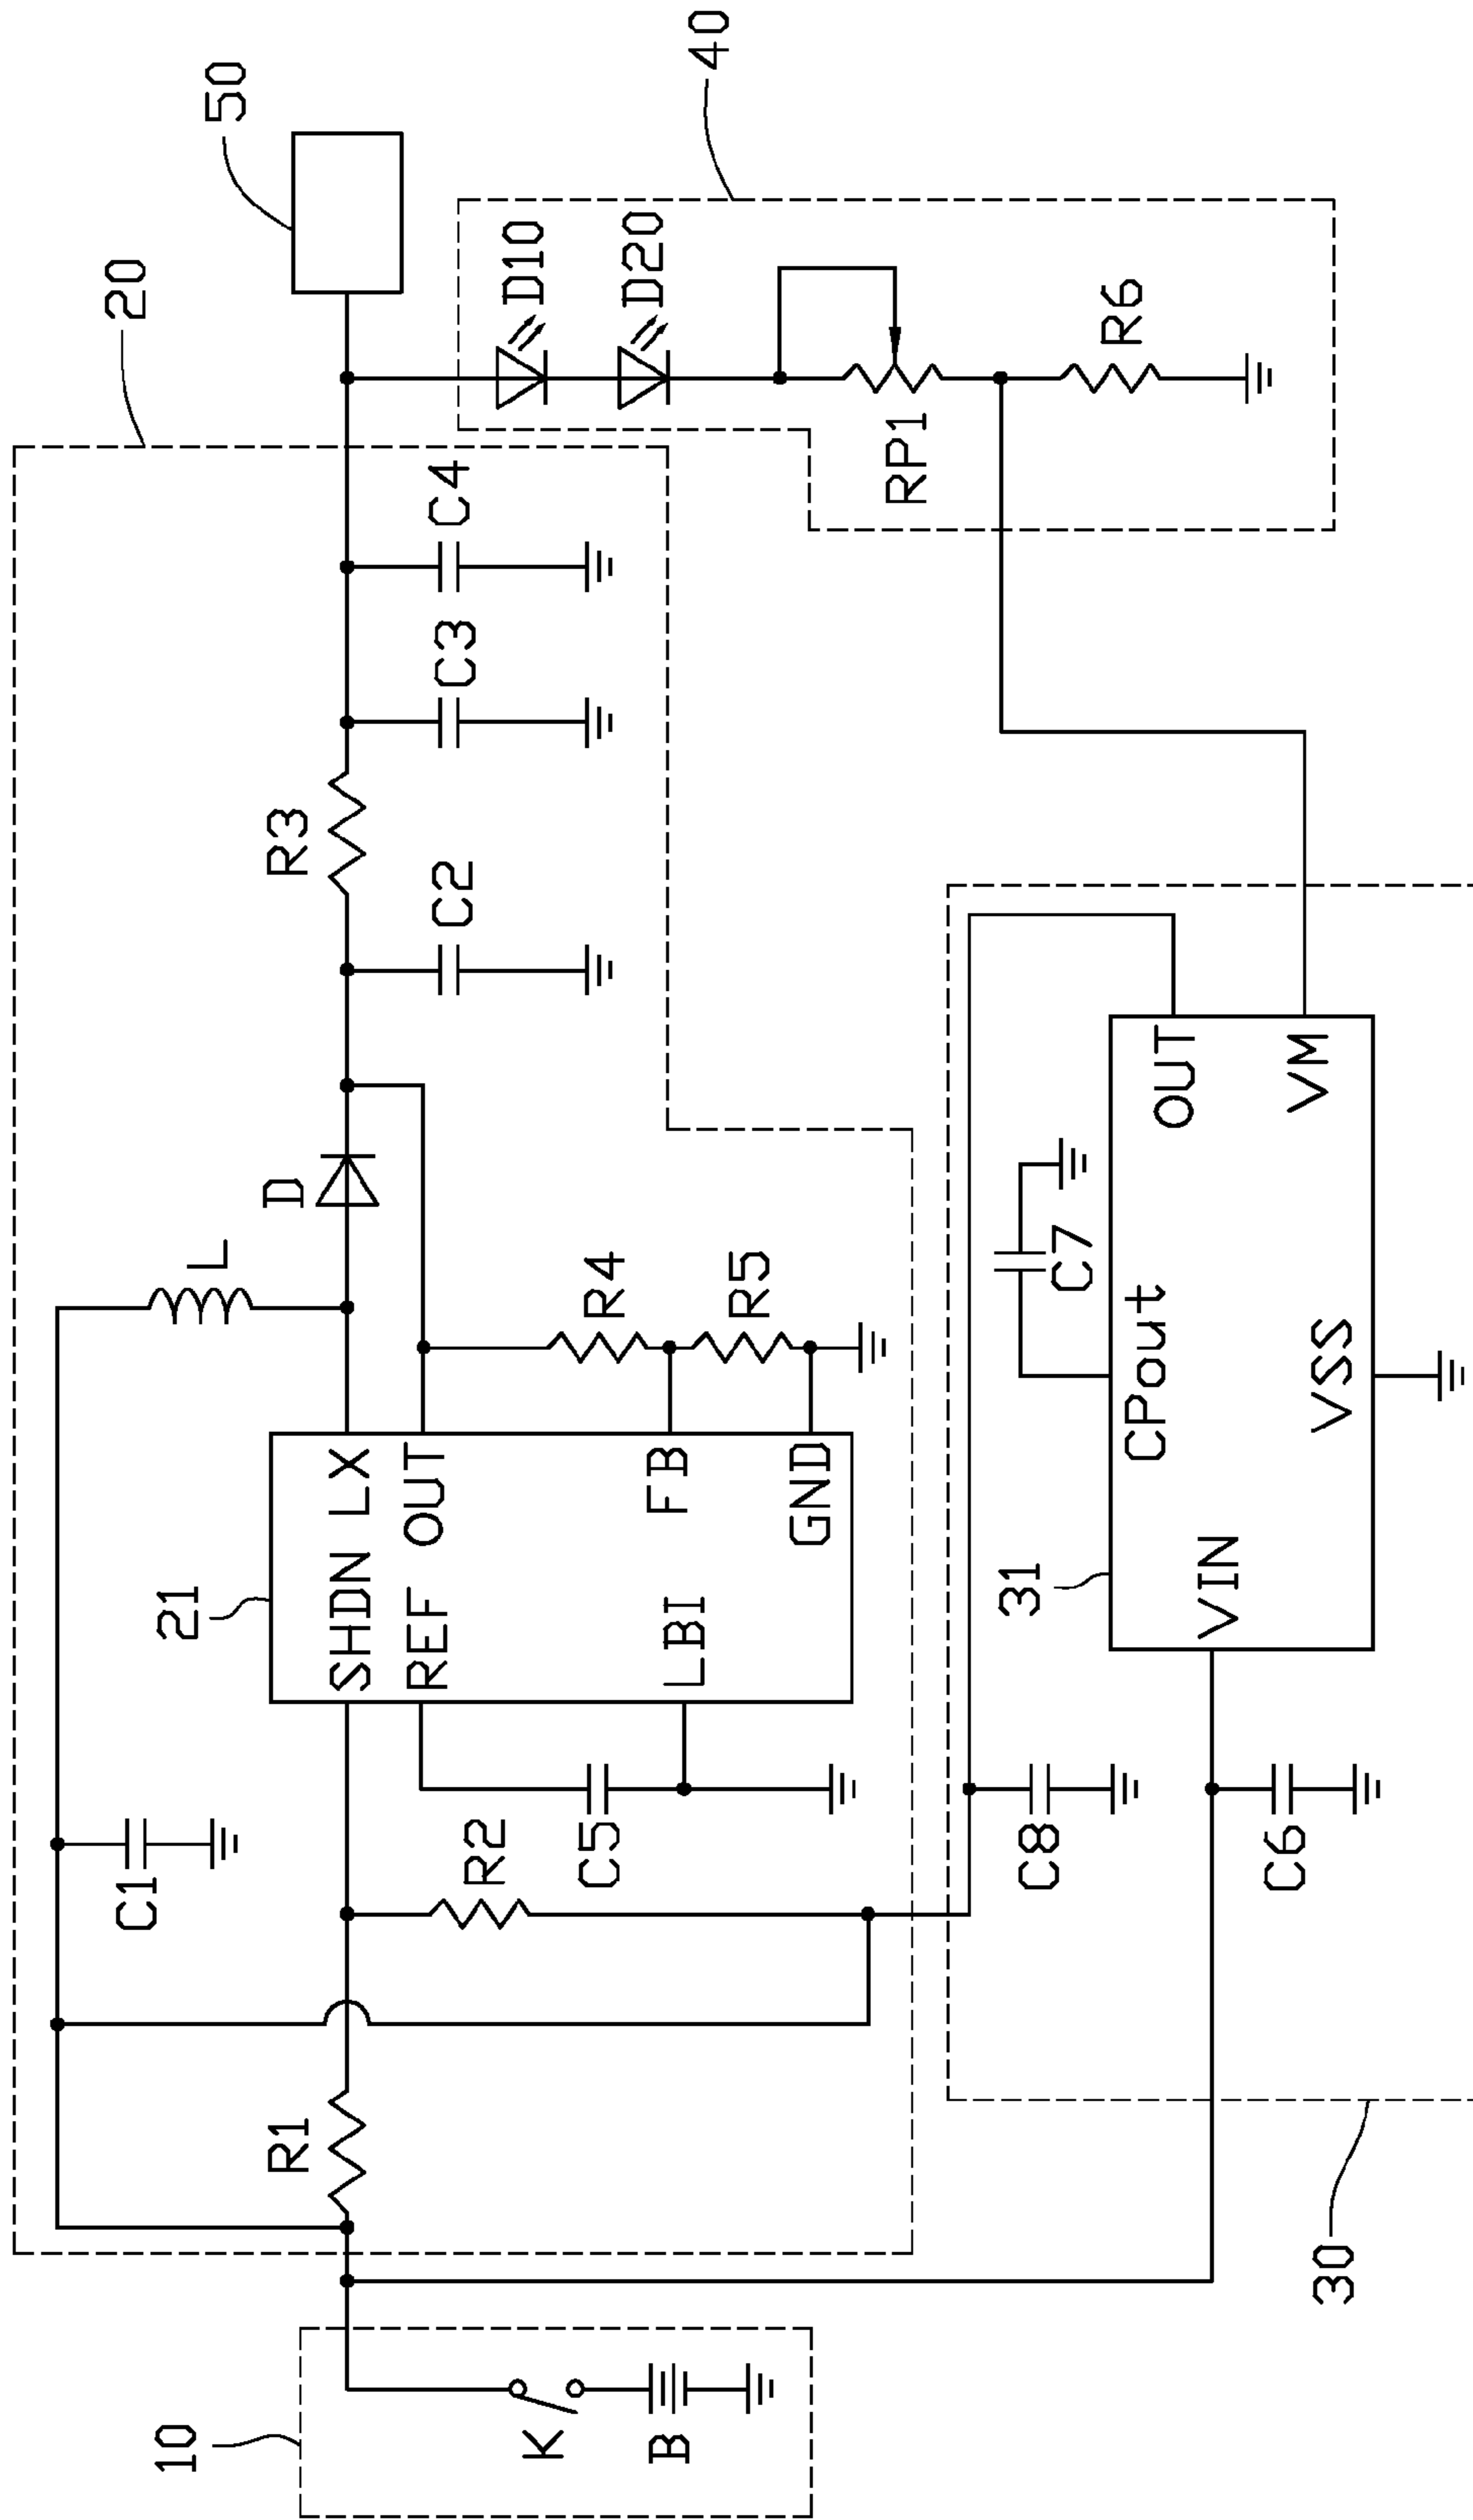 20
50
40
L
D
R3
C1
C2
C3
C4
10
R1
21
SHDN LX
REF OUT
LBI
FB
GND
R4
R5
R2
C5
D10
D20
RP1
R6
K
B
C8
C7
31
CPout
OUT
VIN
VM
VSS
C6
30